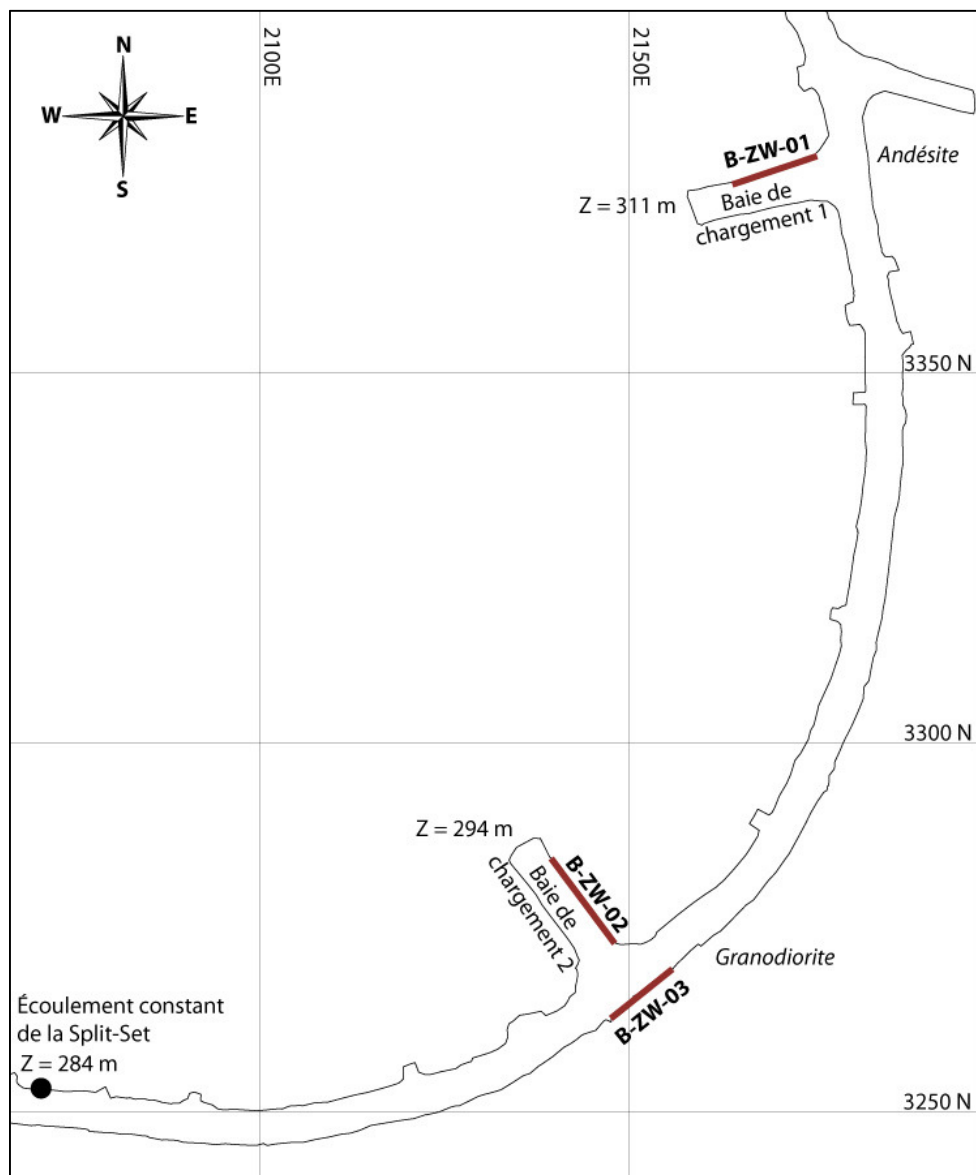 N
W
E
S
2100E
2150E
B-ZW-01
Andésite
Z = 311 m
Baie de
chargement 1
3350 N
3300 N
Z = 294 m
B-ZW-02
Baie de
chargement 2
Granodiorite
B-ZW-03
Écoulement constant
de la Split-Set
Z = 284 m
3250 N